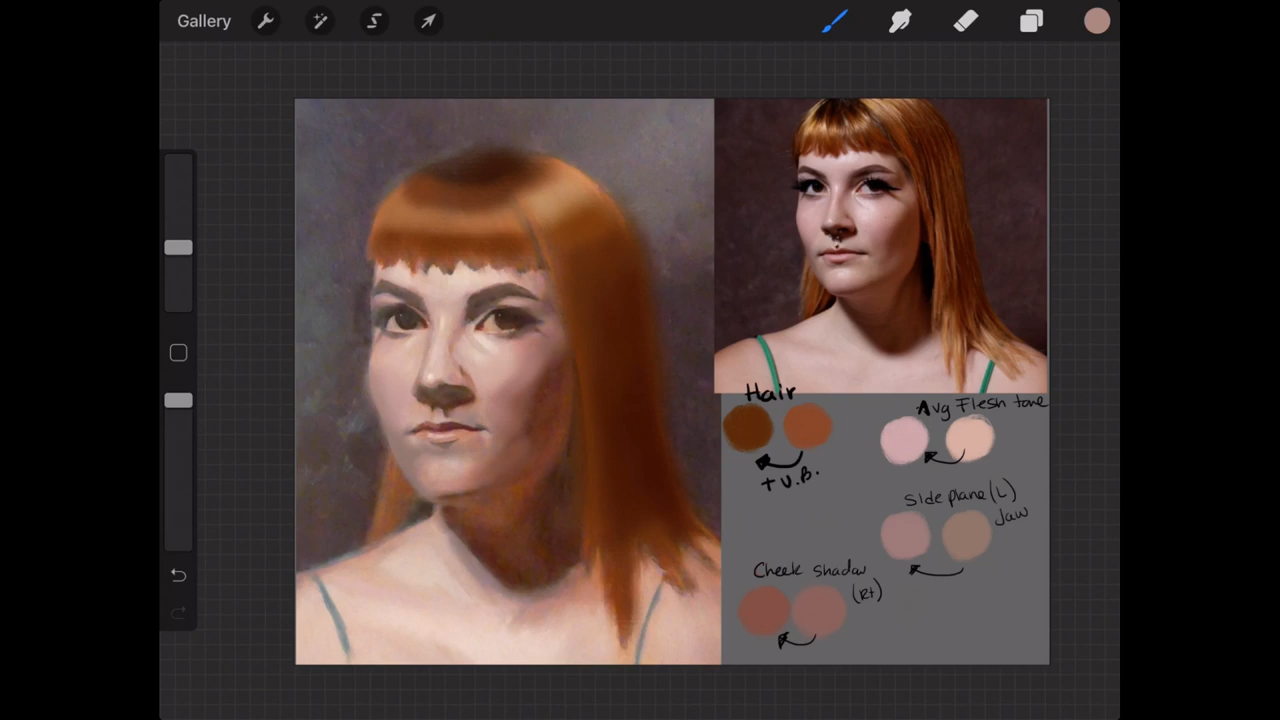 Gallery
Hair
+ U.B.
Avg Flesh tone
Side plane (L)
Jaw
Cheek shadow
(Rt)